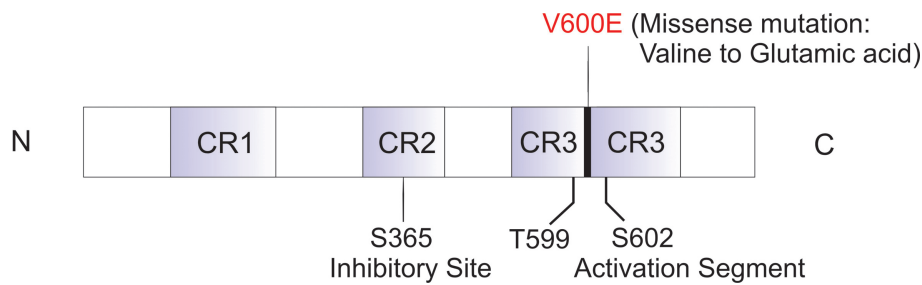 V600E (Missense mutation:
Valine to Glutamic acid)
N CR1 CR2 CR3 CR3 C
S365 T599 S602
Inhibitory Site Activation Segment